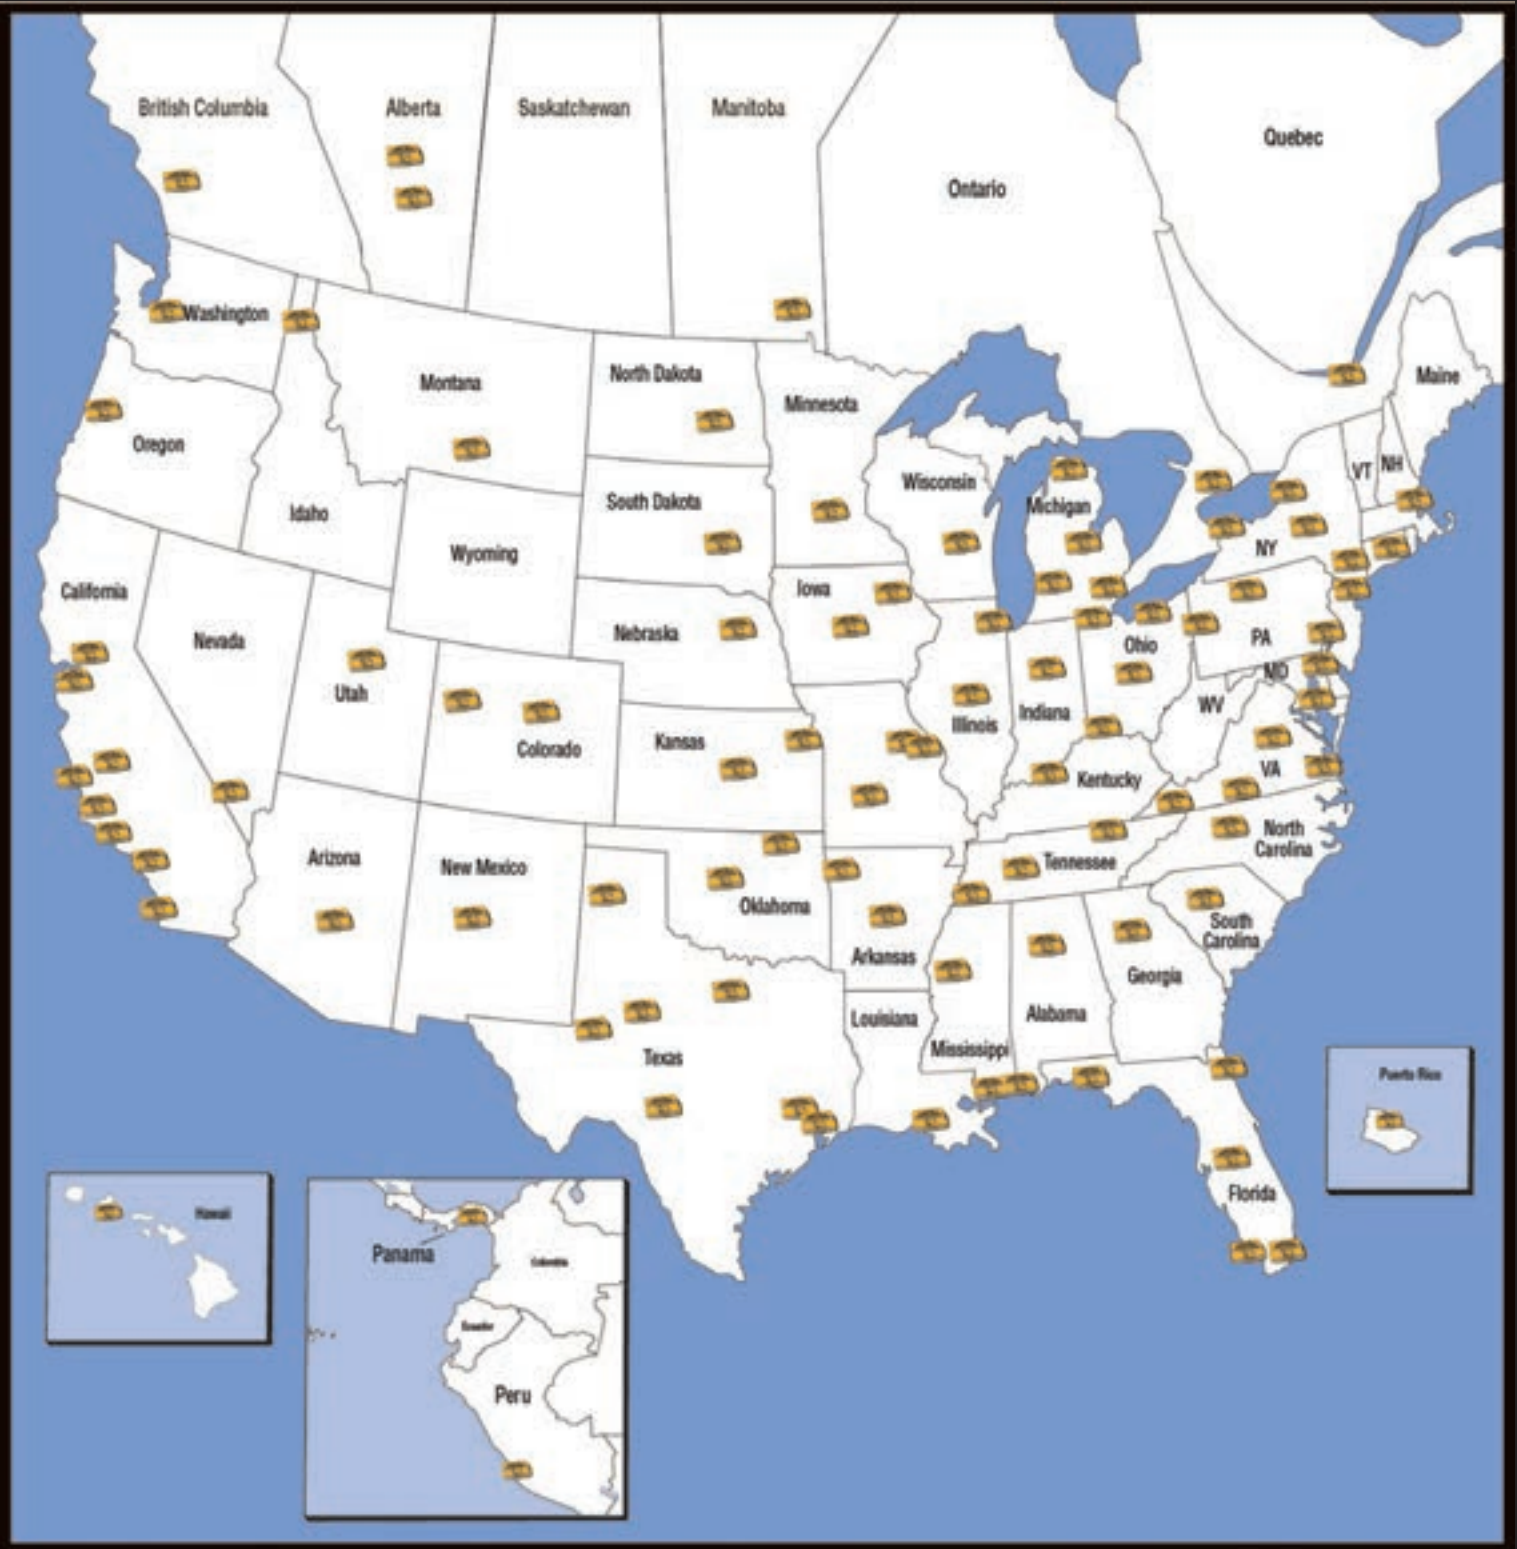 British Columbia
Alberta
Saskatchewan
Manitoba
Ontario
Quebec
Washington
Montana
North Dakota
Minnesota
Maine
Oregon
Idaho
South Dakota
Wisconsin
Michigan
VT
NH
NY
Wyoming
California
Nevada
Utah
Nebraska
Iowa
Ohio
PA
MD
Colorado
Kansas
Illinois
Indiana
WV
VA
Kentucky
Arizona
New Mexico
Oklahoma
Tennessee
North
Carolina
Arkansas
South
Carolina
Georgia
Alabama
Louisiana
Mississippi
Texas
Puerto Rico
Florida
Hawaii
Panama
Colombia
Ecuador
Peru